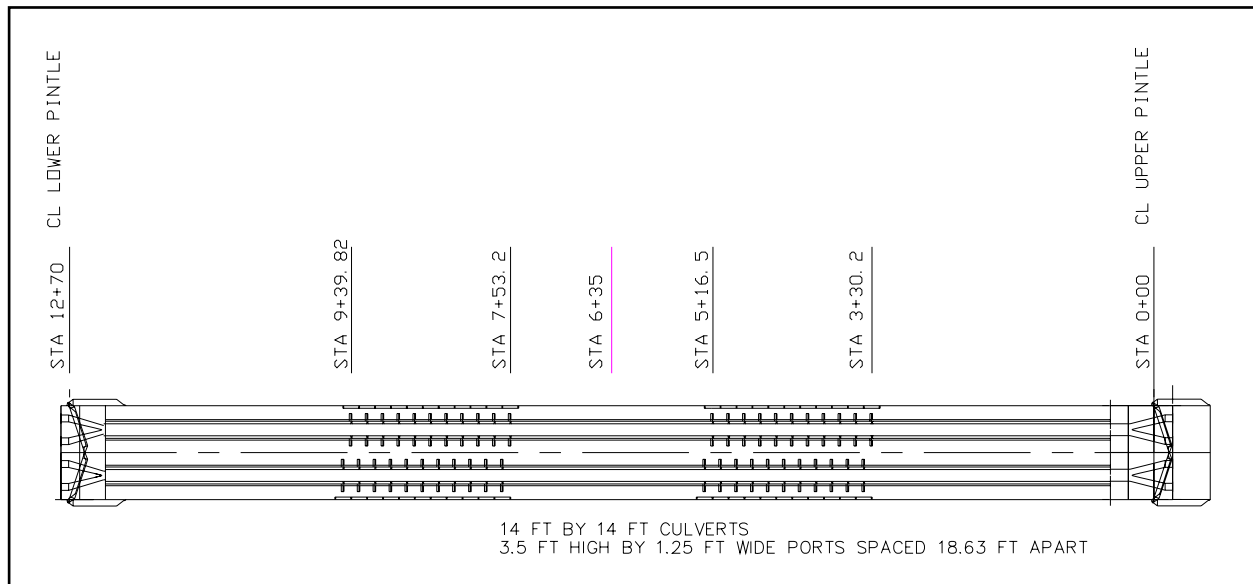 STA 12+70 CL LOWER PINTLE
STA 9+39.82
STA 7+53.2
STA 6+35
STA 5+16.5
STA 3+30.2
STA 0+00 CL UPPER PINTLE
14 FT BY 14 FT CULVERTS
3.5 FT HIGH BY 1.25 FT WIDE PORTS SPACED 18.63 FT APART